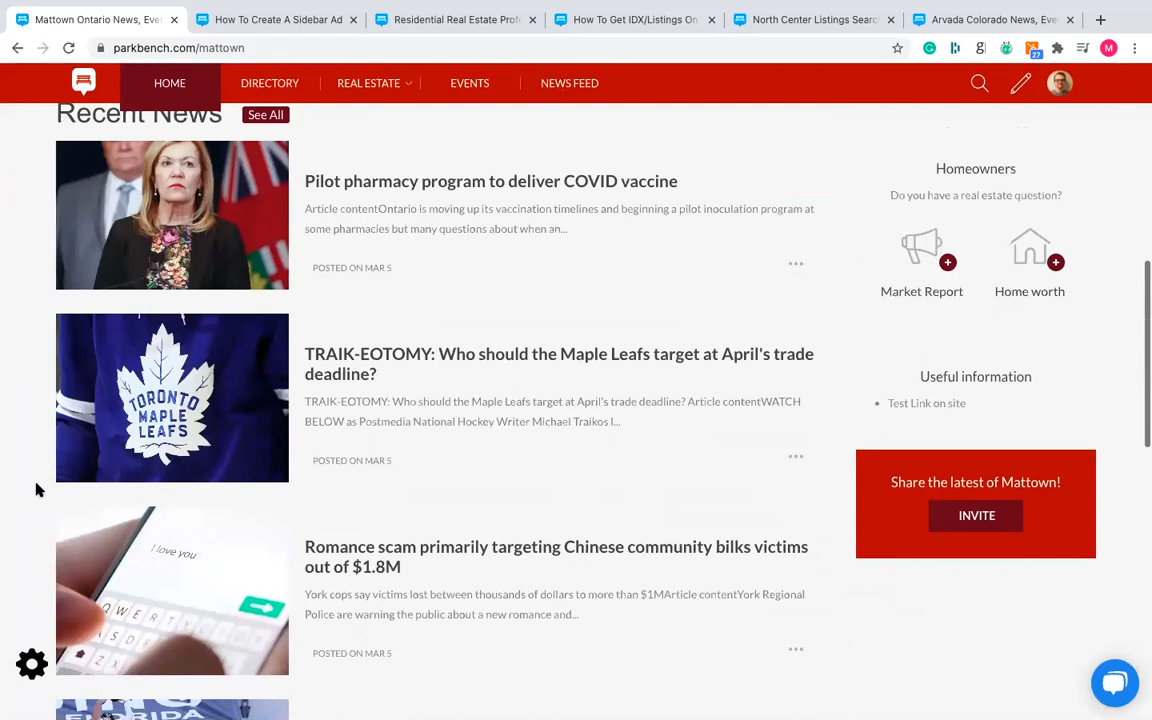 Mattown Ontario News, Eve
How To Create A Sidebar Ad
Residential Real Estate Prof
How To Get IDX/Listings On
North Center Listings Searc
Arvada Colorado News, Eve
parkbench.com/mattown
27
M
HOME
DIRECTORY
REAL ESTATE
EVENTS
NEWS FEED
Recent News
See All
Pilot pharmacy program to deliver COVID vaccine
Article contentOntario is moving up its vaccination timelines and beginning a pilot inoculation program at
some pharmacies but many questions about when an...
POSTED ON MAR 5
TORONTO
MAPLE
LEAFS
TRAIK-EOTOMY: Who should the Maple Leafs target at April's trade
deadline?
TRAIK-EOTOMY: Who should the Maple Leafs target at April's trade deadline? Article contentWATCH
BELOW as Postmedia National Hockey Writer Michael Traikos l...
POSTED ON MAR 5
I love you
Q W E R T Y
A S D F
Z X
Romance scam primarily targeting Chinese community bilks victims
out of $1.8M
York cops say victims lost between thousands of dollars to more than $1MArticle contentYork Regional
Police are warning the public about a new romance and...
POSTED ON MAR 5
FLORIDA
Homeowners
Do you have a real estate question?
Market Report
Home worth
Useful information
Test Link on site
Share the latest of Mattown!
INVITE